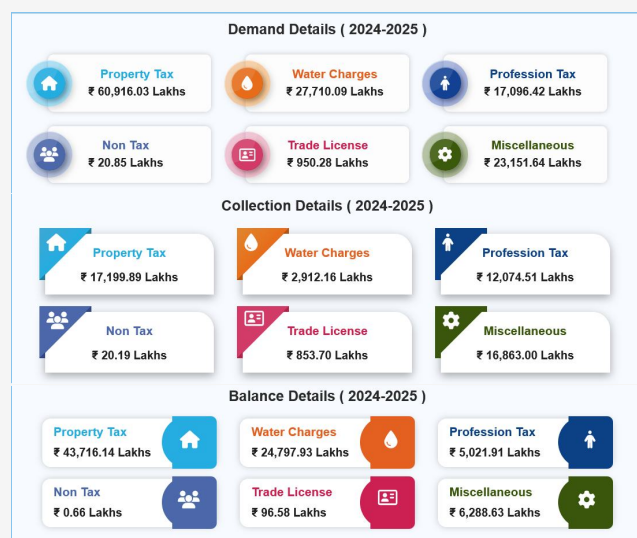 Demand Details ( 2024-2025 )
Property Tax
₹ 60,916.03 Lakhs
Water Charges
₹ 27,710.09 Lakhs
Profession Tax
₹ 17,096.42 Lakhs
Non Tax
₹ 20.85 Lakhs
Trade License
₹ 950.28 Lakhs
Miscellaneous
₹ 23,151.64 Lakhs
Collection Details ( 2024-2025 )
Property Tax
₹ 17,199.89 Lakhs
Water Charges
₹ 2,912.16 Lakhs
Profession Tax
₹ 12,074.51 Lakhs
Non Tax
₹ 20.19 Lakhs
Trade License
₹ 853.70 Lakhs
Miscellaneous
₹ 16,863.00 Lakhs
Balance Details ( 2024-2025 )
Property Tax
₹ 43,716.14 Lakhs
Water Charges
₹ 24,797.93 Lakhs
Profession Tax
₹ 5,021.91 Lakhs
Non Tax
₹ 0.66 Lakhs
Trade License
₹ 96.58 Lakhs
Miscellaneous
₹ 6,288.63 Lakhs